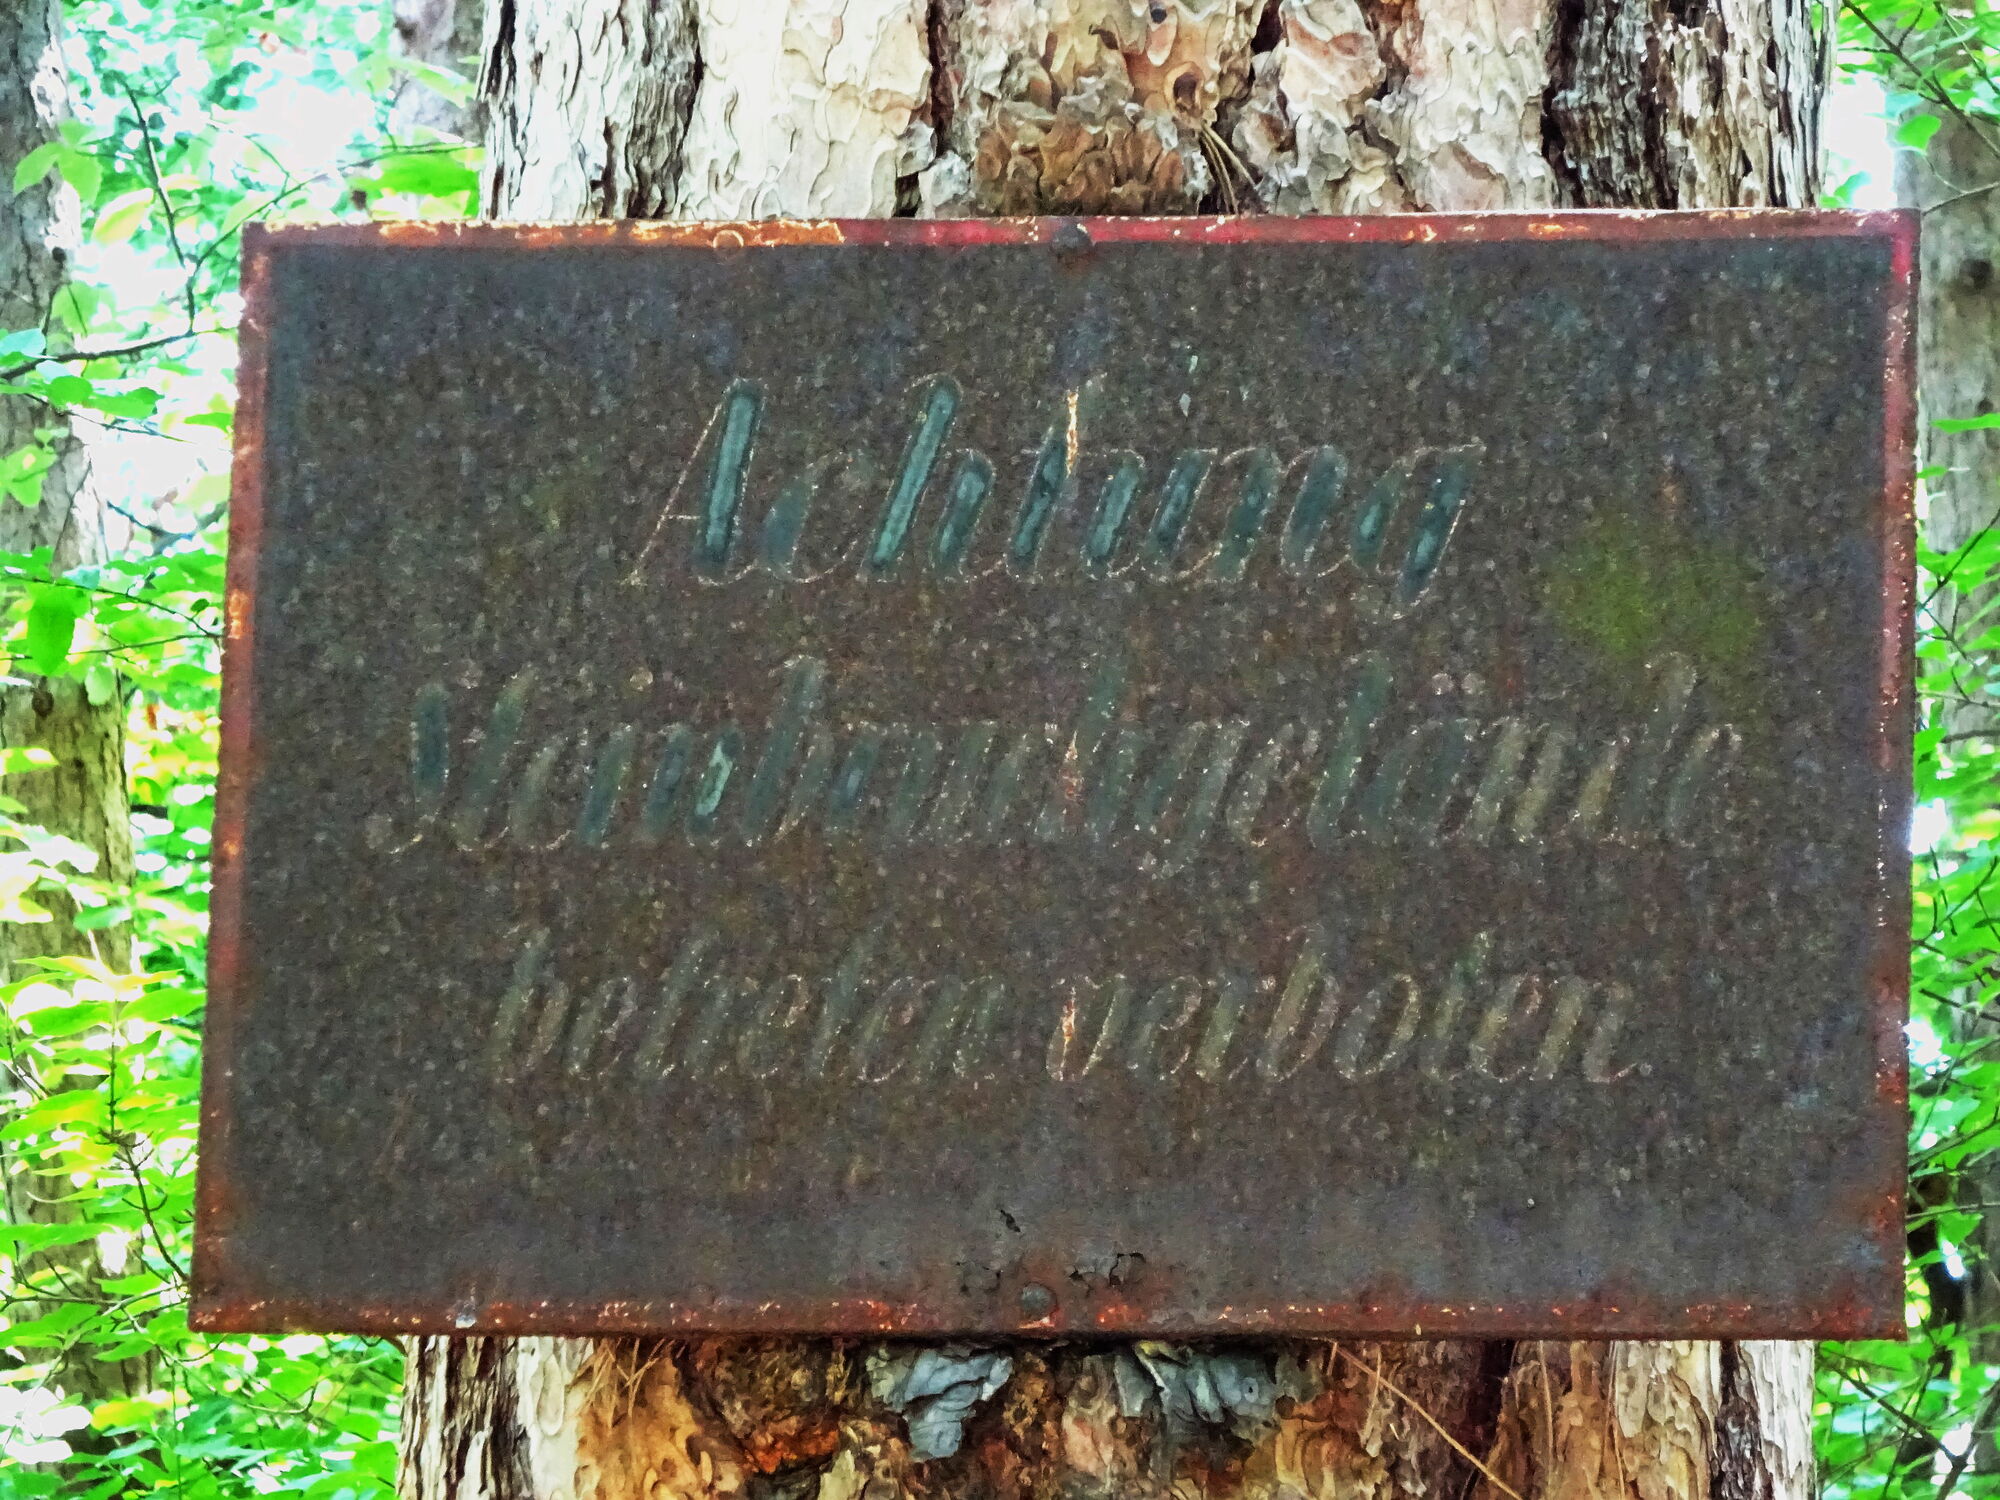 Achtung
Steinbruchgelände
betreten verboten.